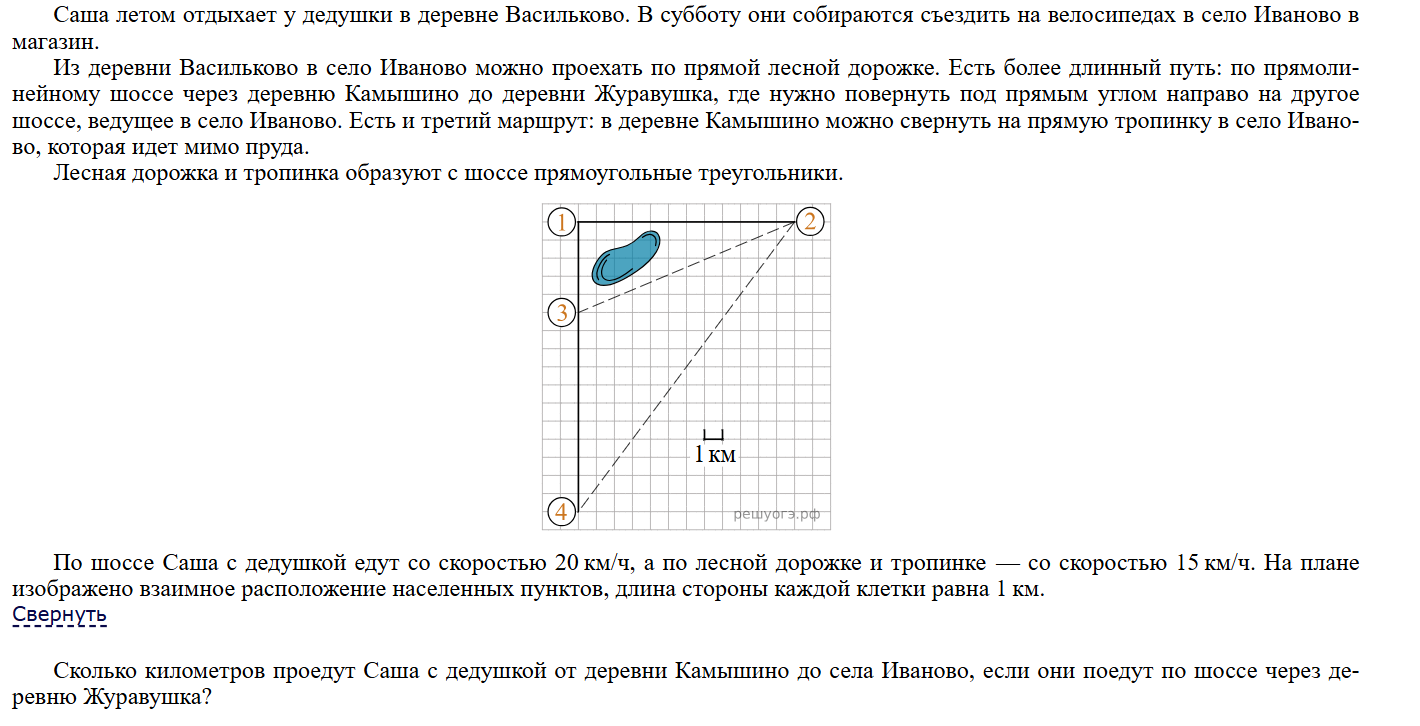 Саша летом отдыхает у дедушки в деревне Васильково. В субботу они собираются съездить на велосипедах в село Иваново в
магазин.
Из деревни Васильково в село Иваново можно проехать по прямой лесной дорожке. Есть более длинный путь: по прямоли-
нейному шоссе через деревню Камышино до деревни Журавушка, где нужно повернуть под прямым углом направо на другое
шоссе, ведущее в село Иваново. Есть и третий маршрут: в деревне Камышино можно свернуть на прямую тропинку в село Ивано-
во, которая идет мимо пруда.
Лесная дорожка и тропинка образуют с шоссе прямоугольные треугольники.
1
2
3
1 км
4
решуогэ.рф
По шоссе Саша с дедушкой едут со скоростью 20 км/ч, а по лесной дорожке и тропинке — со скоростью 15 км/ч. На плане
изображено взаимное расположение населенных пунктов, длина стороны каждой клетки равна 1 км.
Свернуть
Сколько километров проедут Саша с дедушкой от деревни Камышино до села Иваново, если они поедут по шоссе через де-
ревню Журавушка?